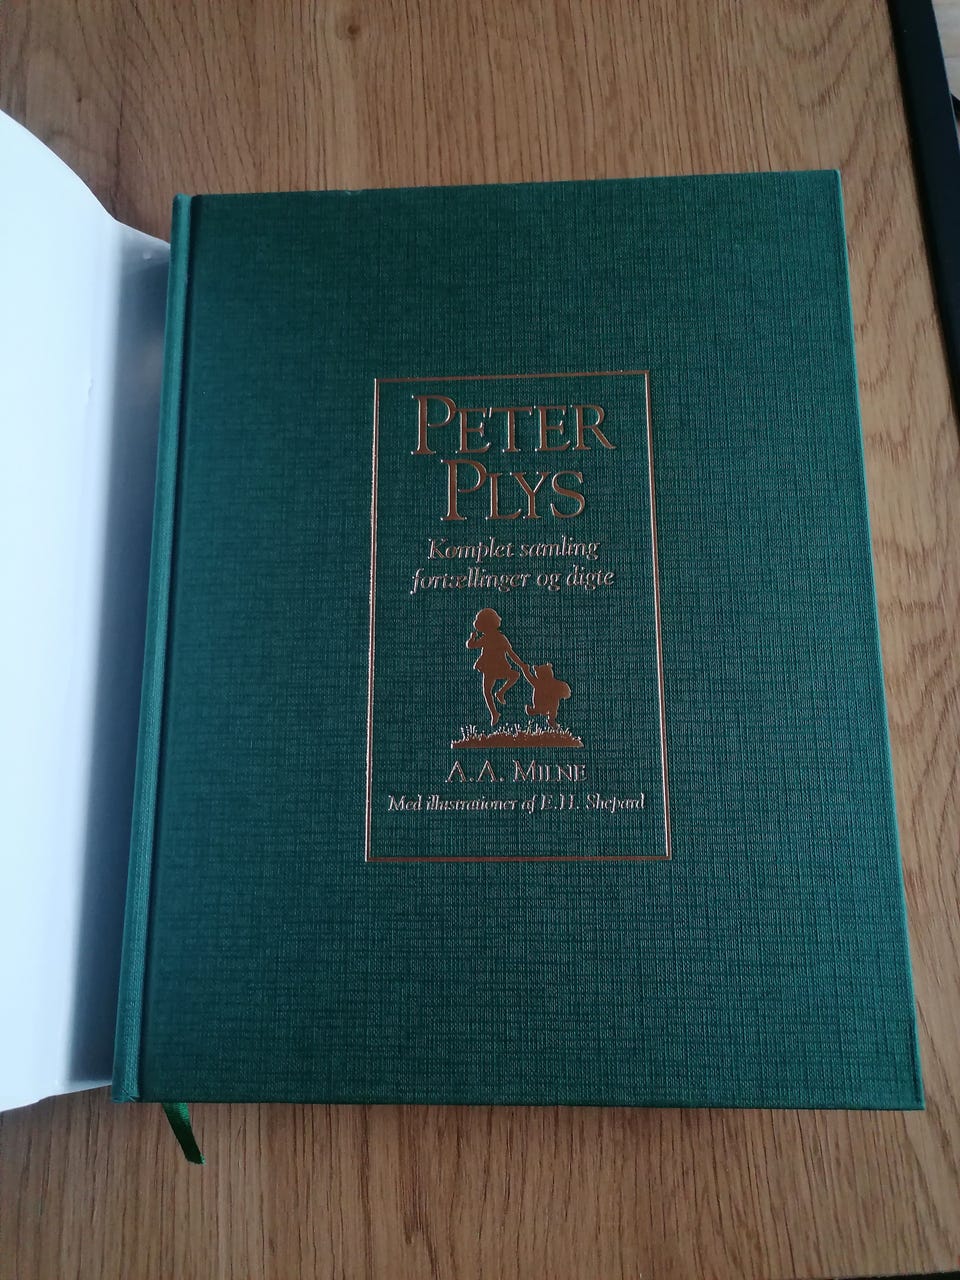 PETER
PLYS
Komplet samling
fortællinger og digte
A.A. MILNE
Med illustrationer af E.H. Shepard